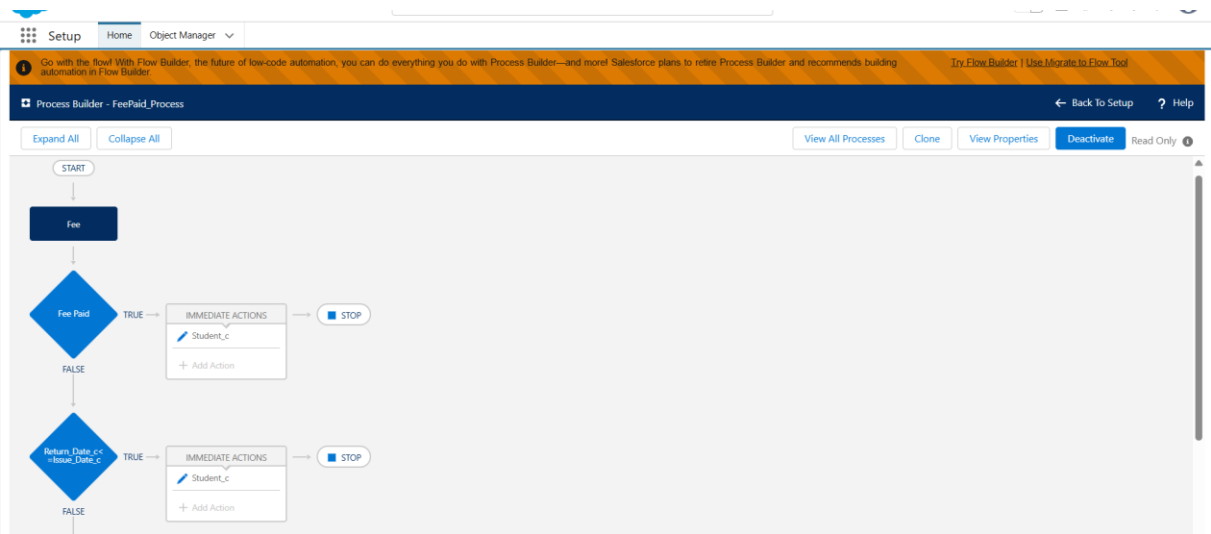 Setup Home Object Manager
Go with the flow! With Flow Builder, the future of low-code automation, you can do everything you do with Process Builder—and more! Salesforce plans to retire Process Builder and recommends building
automation in Flow Builder.
Try Flow Builder | Use Migrate to Flow Tool
Process Builder - FeePaid_Process
Back To Setup ? Help
Expand All Collapse All View All Processes Clone View Properties Deactivate Read Only
START
Fee
Fee Paid TRUE IMMEDIATE ACTIONS STOP
Student_c
+ Add Action
FALSE
Return_Date_c<
=Issue_Date_c
TRUE IMMEDIATE ACTIONS STOP
Student_c
+ Add Action
FALSE